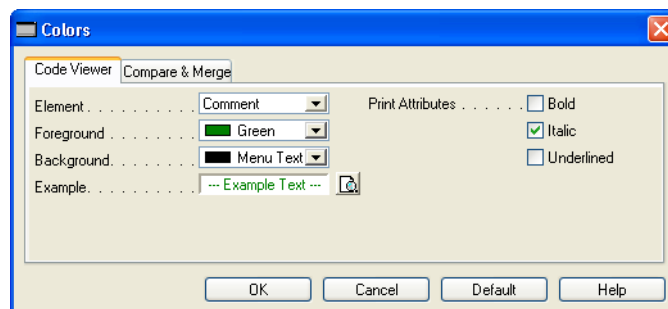 Colors
Code Viewer Compare & Merge
Element . . . . . . . . . . Comment Print Attributes . . . . . . Bold
Foreground . . . . . . . . Green Italic
Background. . . . . . . . Menu Text Underlined
Example. . . . . . . . . . --- Example Text ---
OK Cancel Default Help